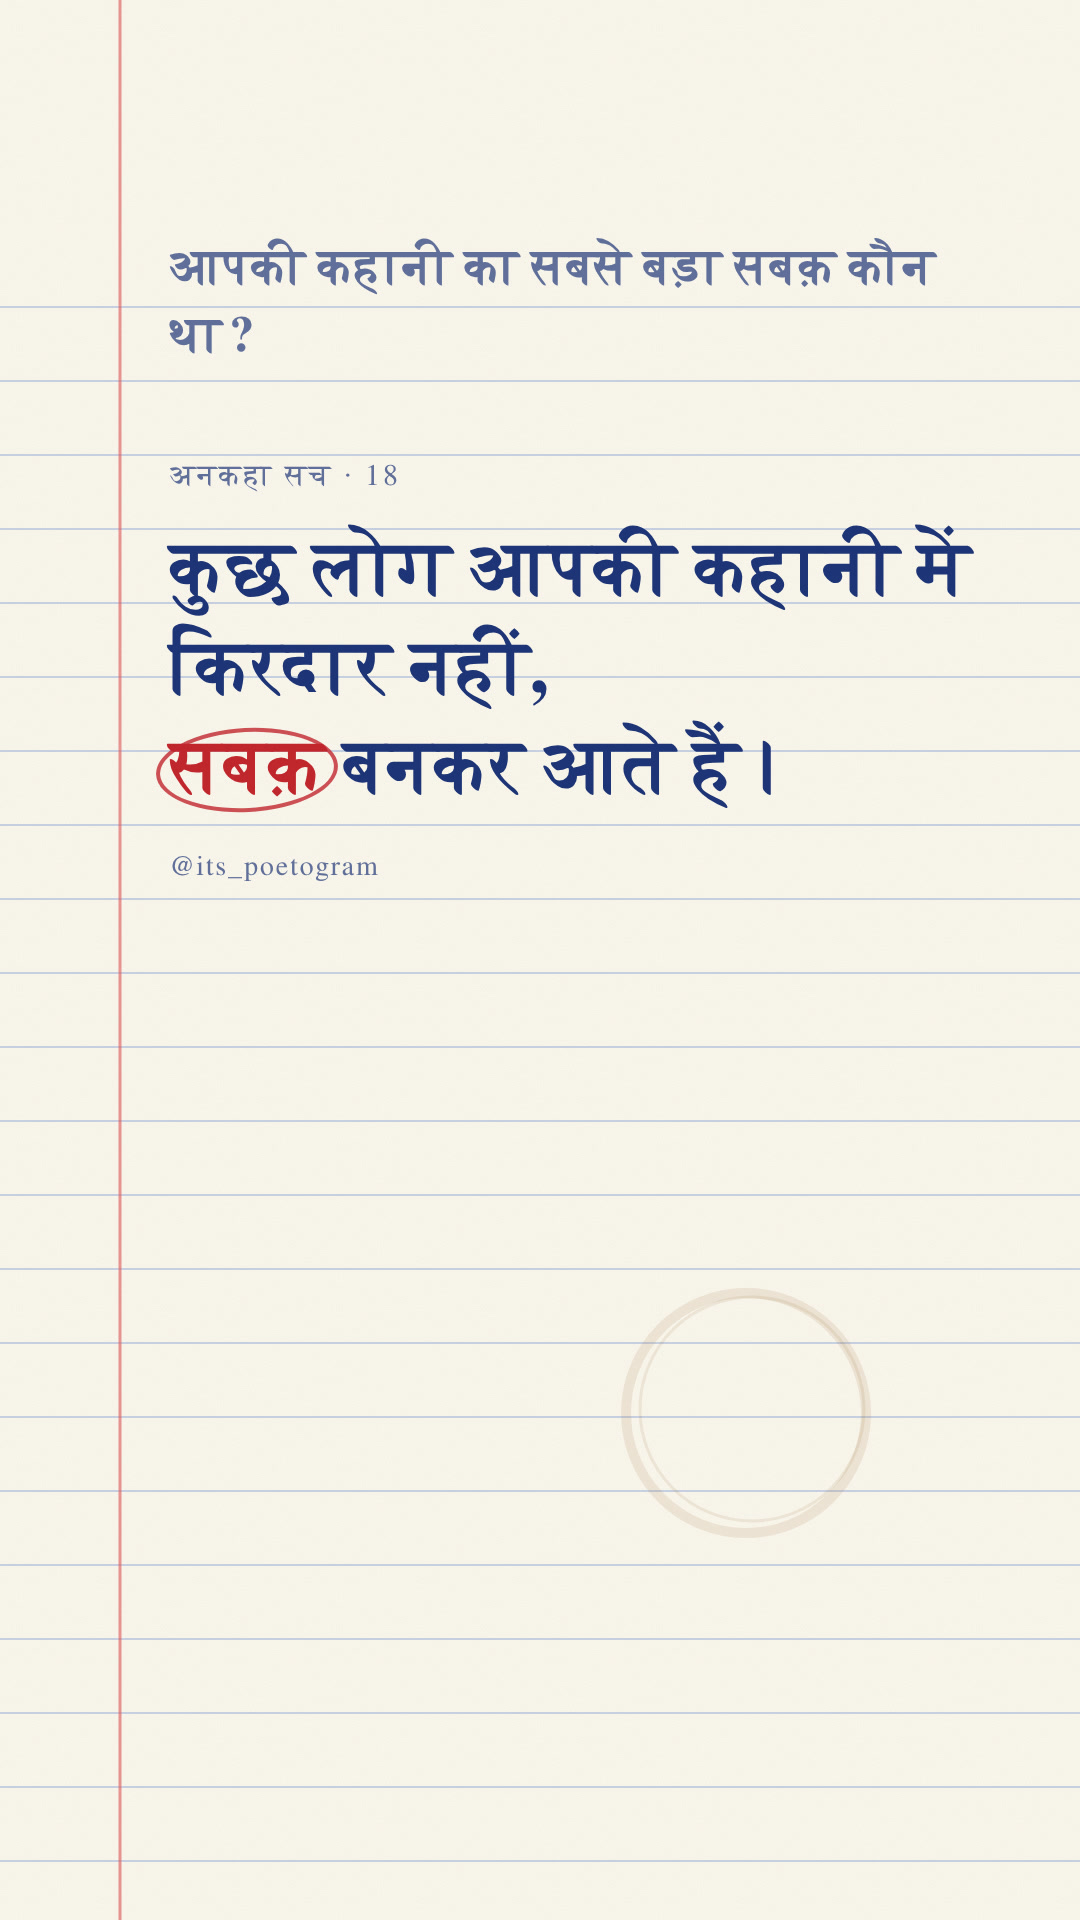 आपकी कहानी का सबसे बड़ा सबक़ कौन
था?
अनकहा सच · 18
कुछ लोग आपकी कहानी में
किरदार नहीं,
सबक़ बनकर आते हैं।
@its_poetogram